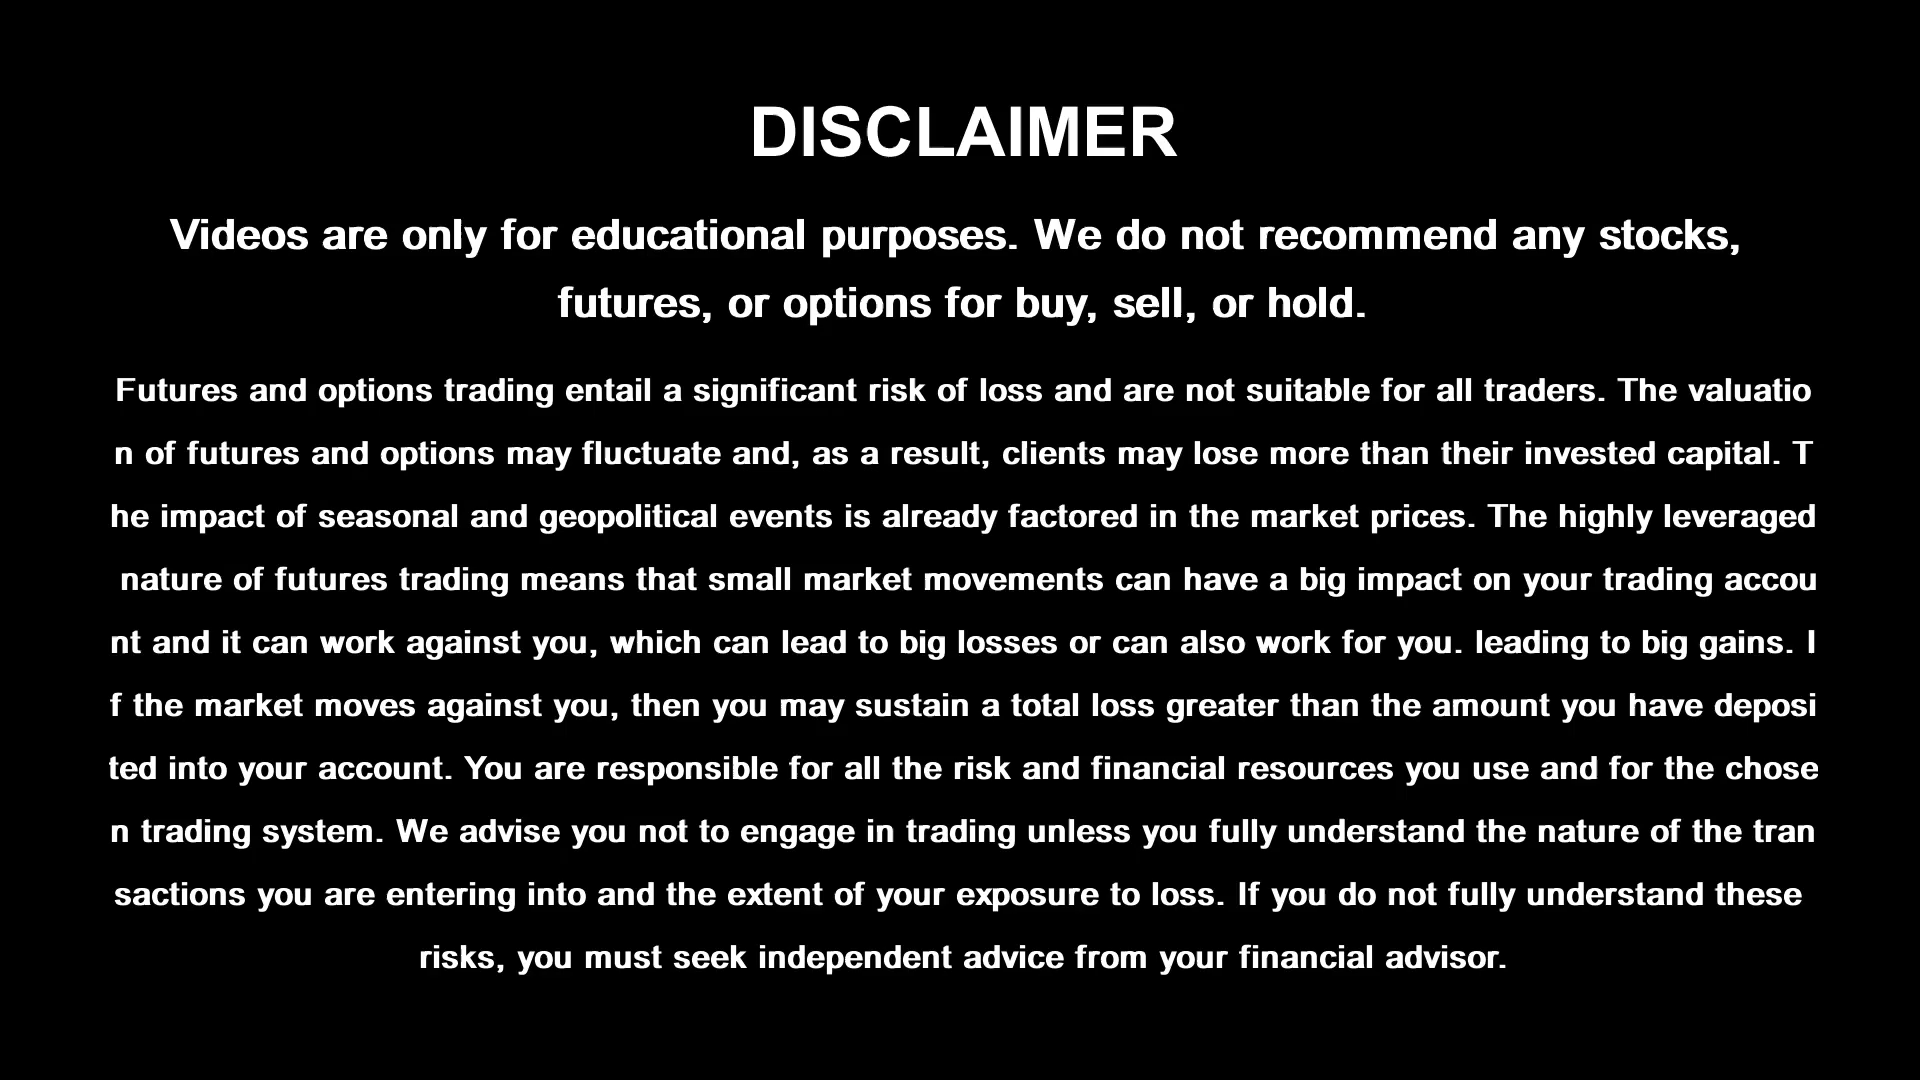 DISCLAIMER
Videos are only for educational purposes. We do not recommend any stocks,
futures, or options for buy, sell, or hold.
Futures and options trading entail a significant risk of loss and are not suitable for all traders. The valuatio
n of futures and options may fluctuate and, as a result, clients may lose more than their invested capital. T
he impact of seasonal and geopolitical events is already factored in the market prices. The highly leveraged
nature of futures trading means that small market movements can have a big impact on your trading accou
nt and it can work against you, which can lead to big losses or can also work for you. leading to big gains. I
f the market moves against you, then you may sustain a total loss greater than the amount you have deposi
ted into your account. You are responsible for all the risk and financial resources you use and for the chose
n trading system. We advise you not to engage in trading unless you fully understand the nature of the tran
sactions you are entering into and the extent of your exposure to loss. If you do not fully understand these
risks, you must seek independent advice from your financial advisor.